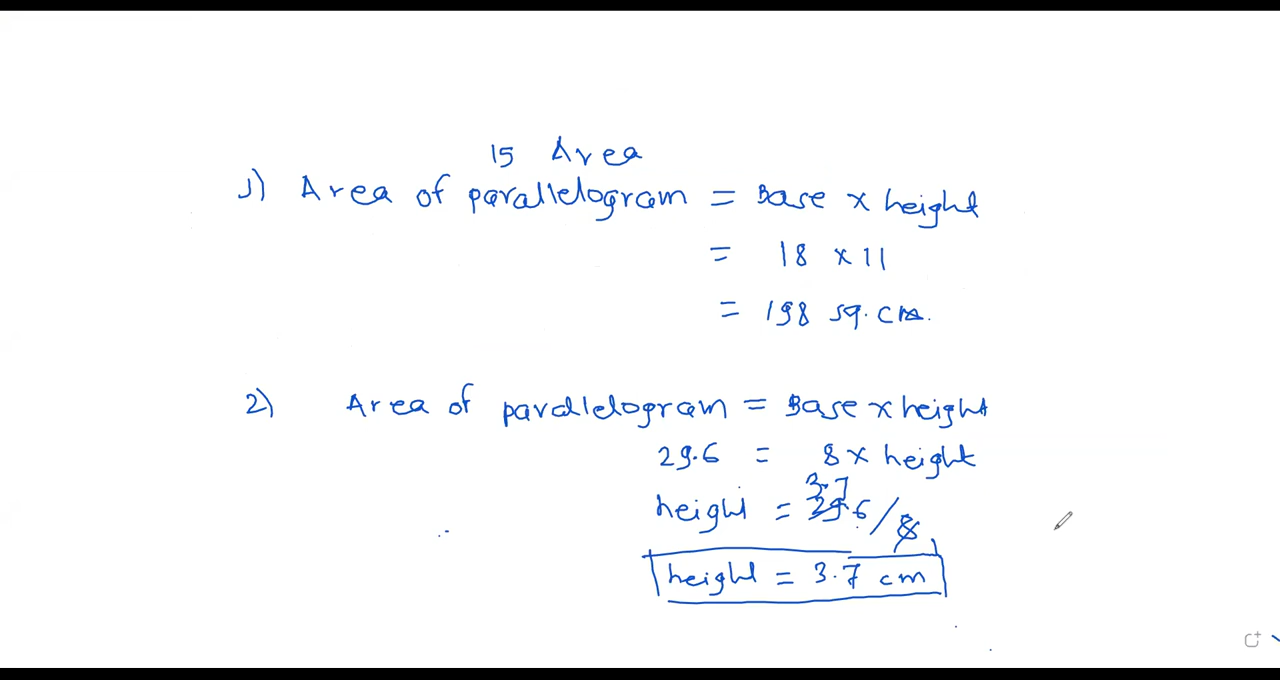 15 Area
1) Area of parallelogram = Base x height
= 18 x 11
= 198 sq. cm.
2) Area of parallelogram = Base x height
29.6 = 8 x height
3.7
height = 29.6 / 8
height = 3.7 cm